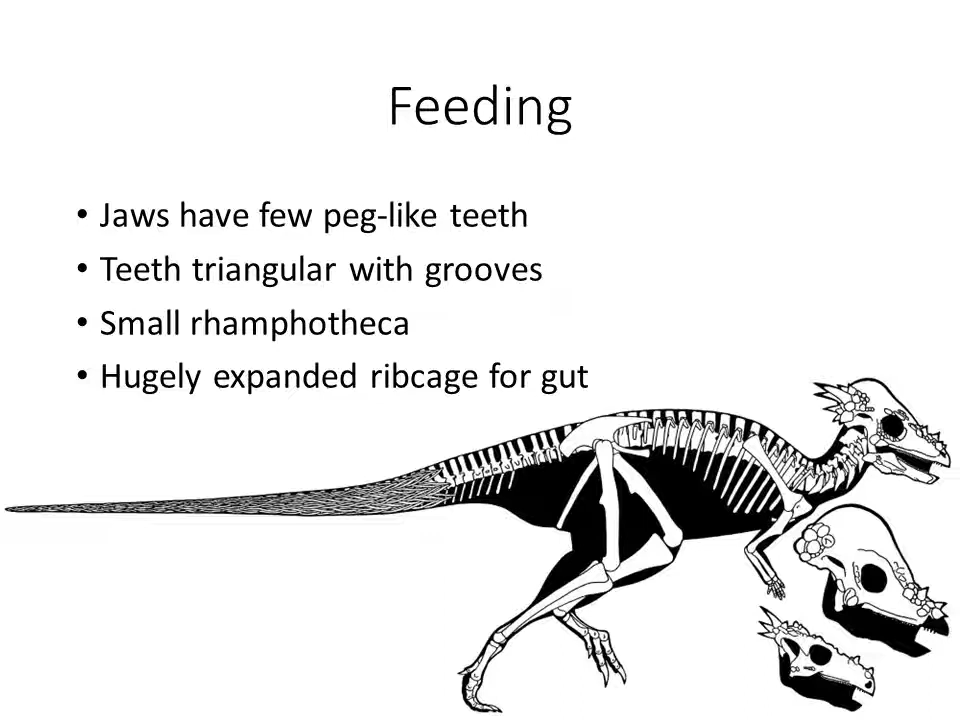 Feeding
• Jaws have few peg-like teeth
• Teeth triangular with grooves
• Small rhamphotheca
• Hugely expanded ribcage for gut